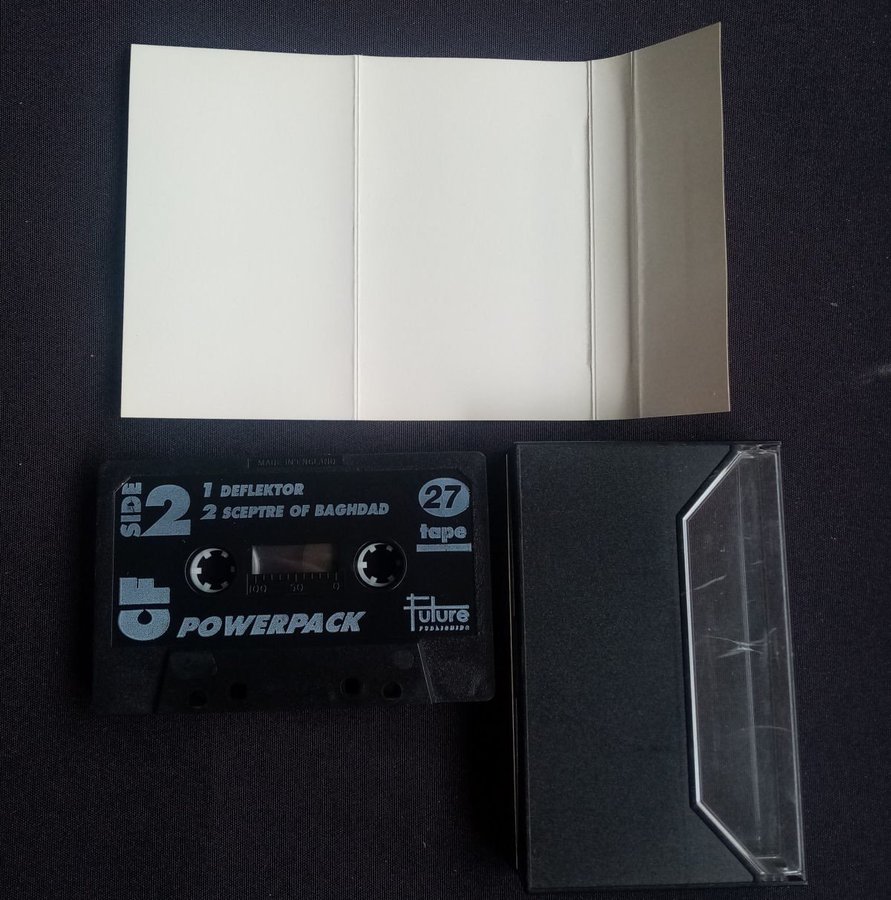 MADE IN ENGLAND
SIDE 2
1 DEFLEKTOR
2 SCEPTRE OF BAGHDAD
27
tape
100 50 0
CF
POWERPACK
Future
PUBLISHING